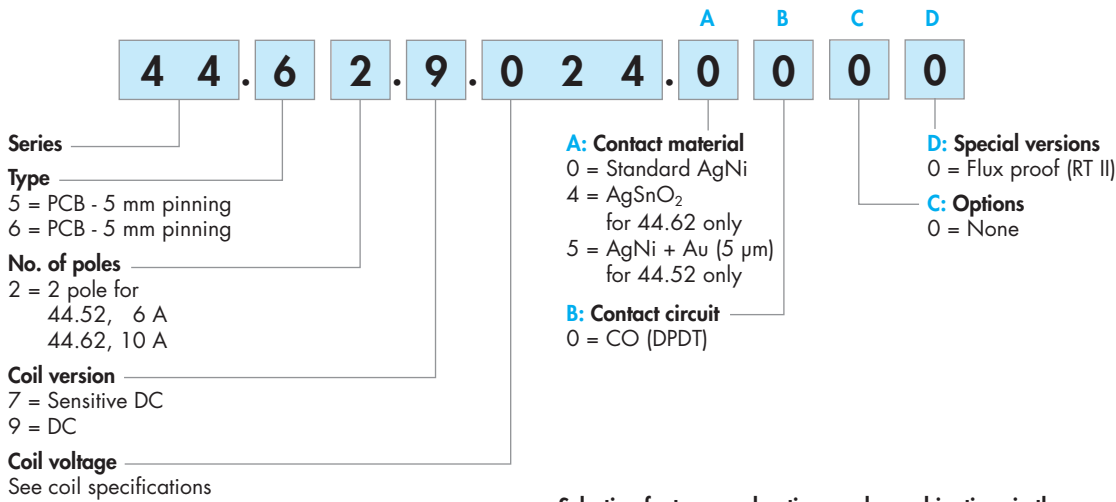 A B C D
4 4 . 6 2 . 9 . 0 2 4 . 0 0 0 0
Series
Type
5 = PCB - 5 mm pinning
6 = PCB - 5 mm pinning
No. of poles
2 = 2 pole for
44.52, 6 A
44.62, 10 A
Coil version
7 = Sensitive DC
9 = DC
Coil voltage
See coil specifications
A: Contact material
0 = Standard AgNi
4 = AgSnO₂
for 44.62 only
5 = AgNi + Au (5 µm)
for 44.52 only
B: Contact circuit
0 = CO (DPDT)
D: Special versions
0 = Flux proof (RT II)
C: Options
0 = None